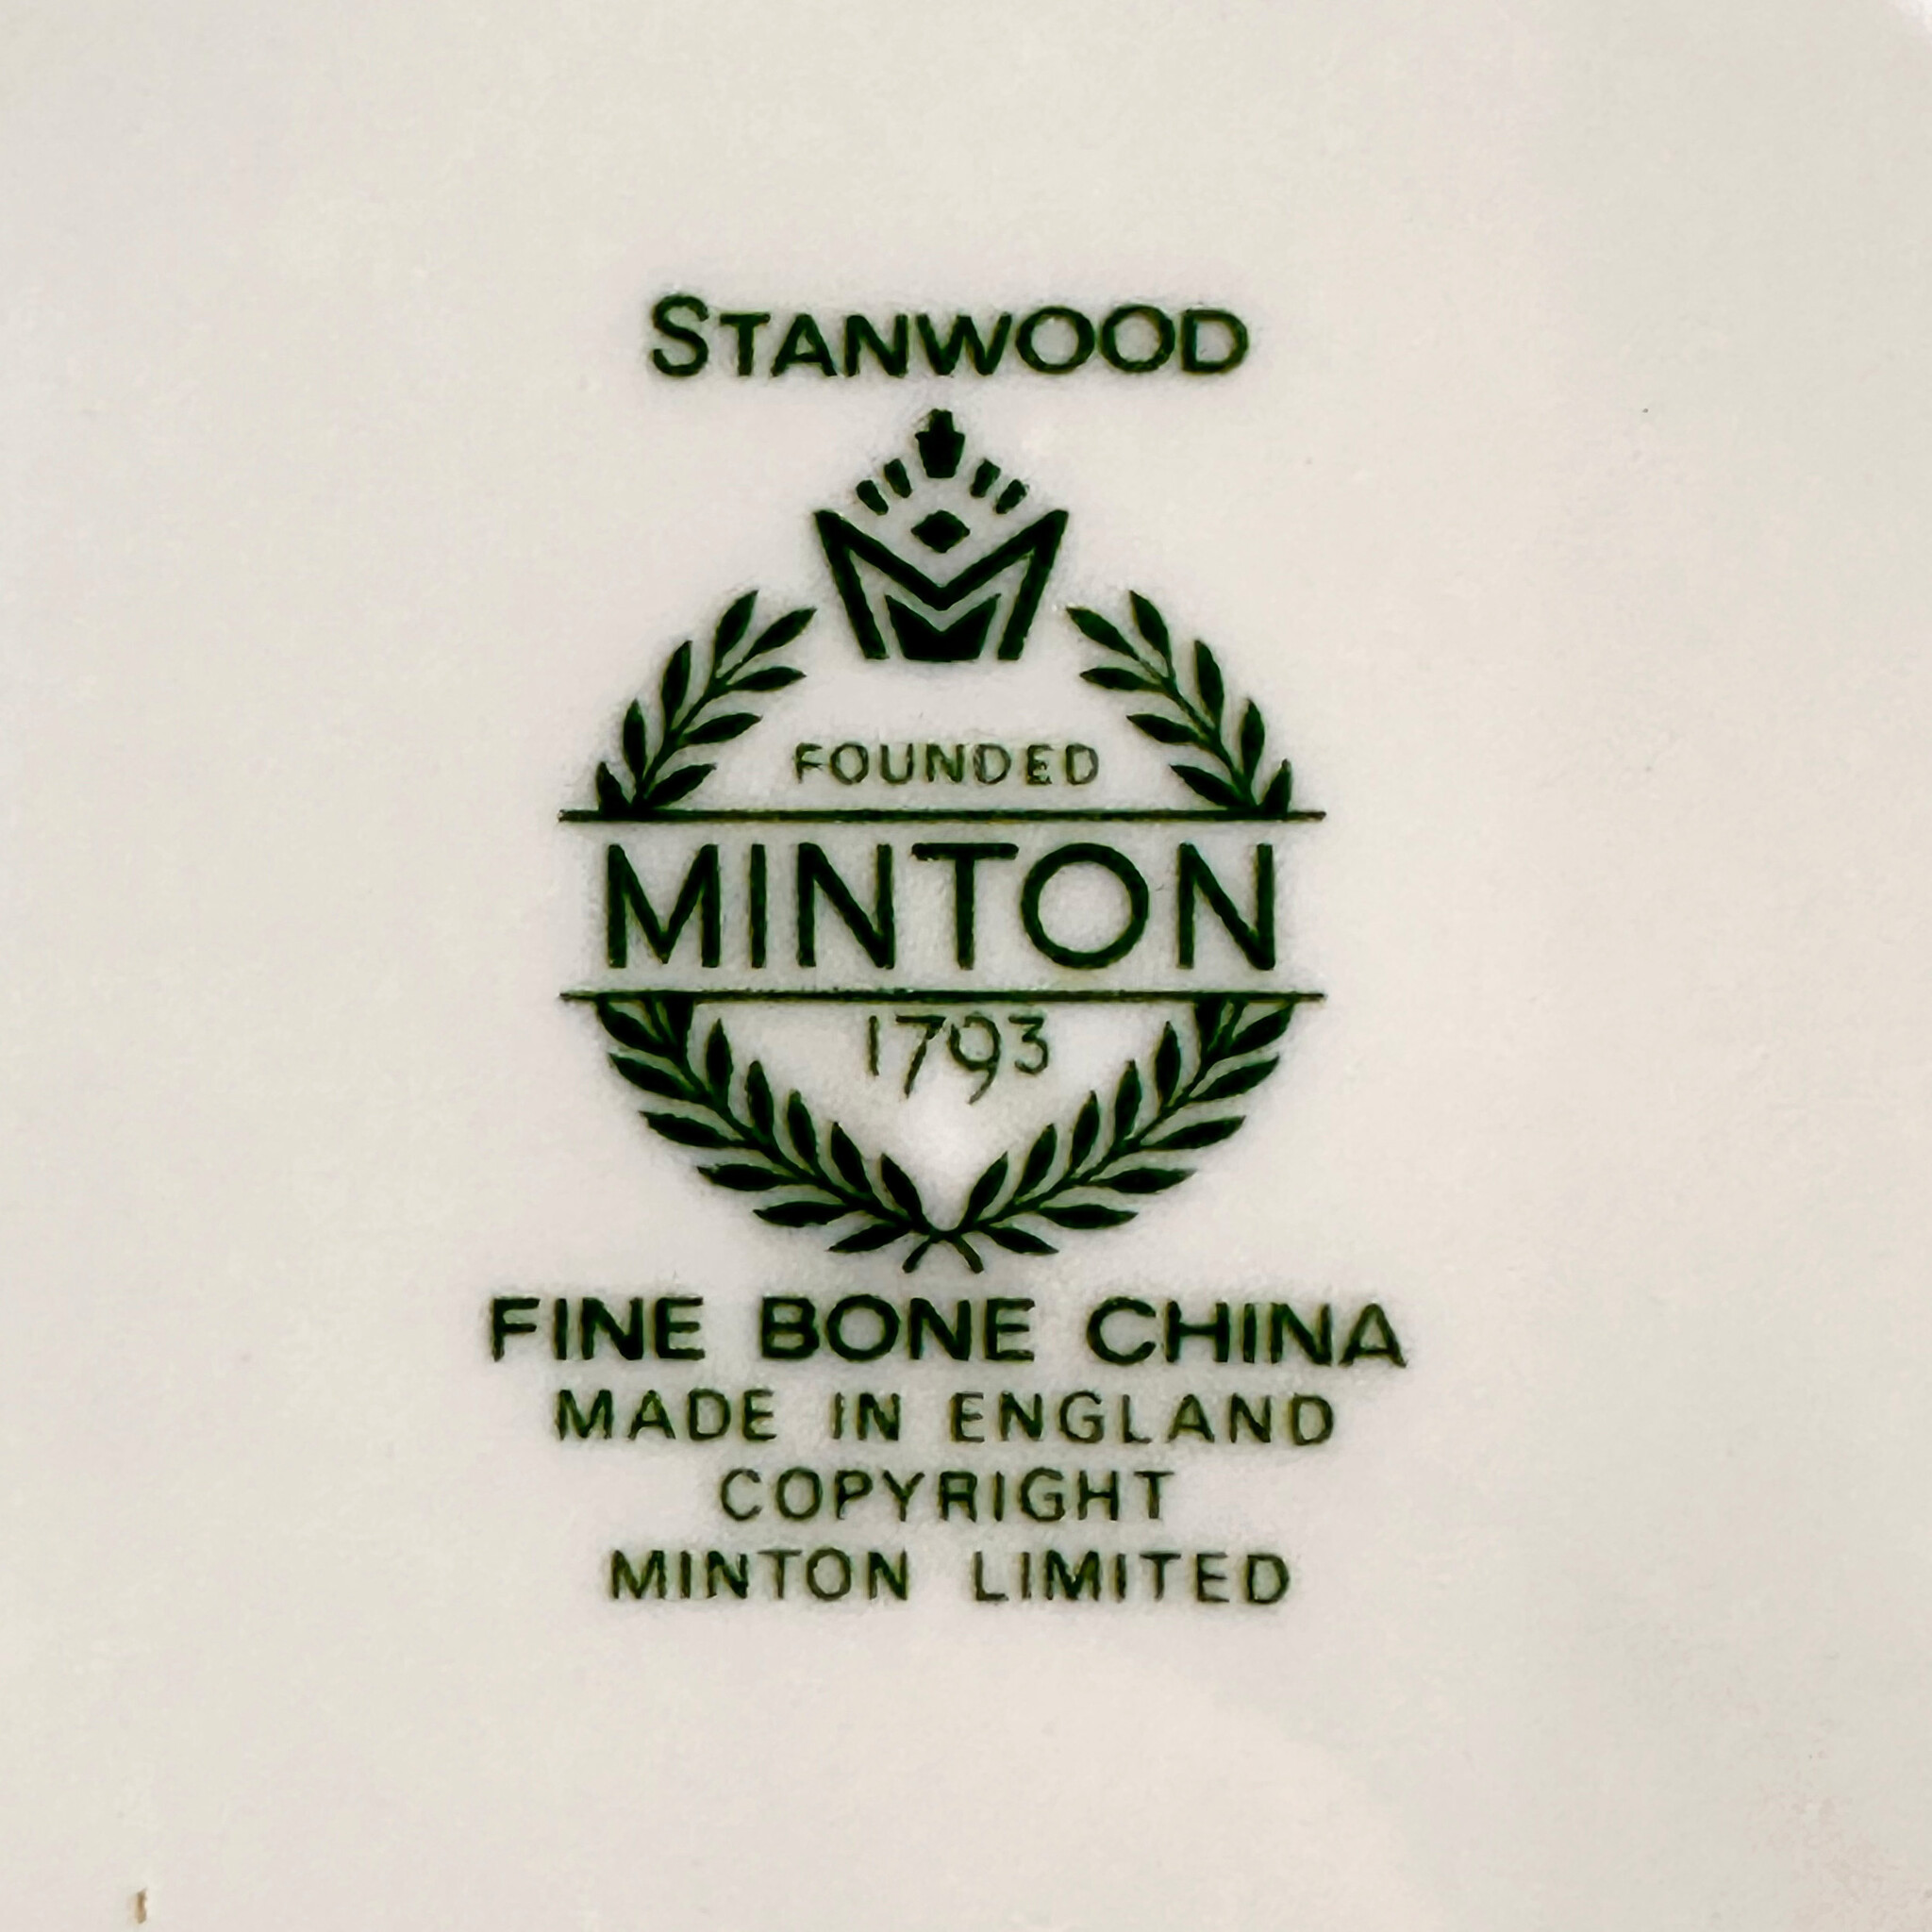 STANWOOD
FOUNDED
MINTON
1793
FINE BONE CHINA
MADE IN ENGLAND
COPYRIGHT
MINTON LIMITED